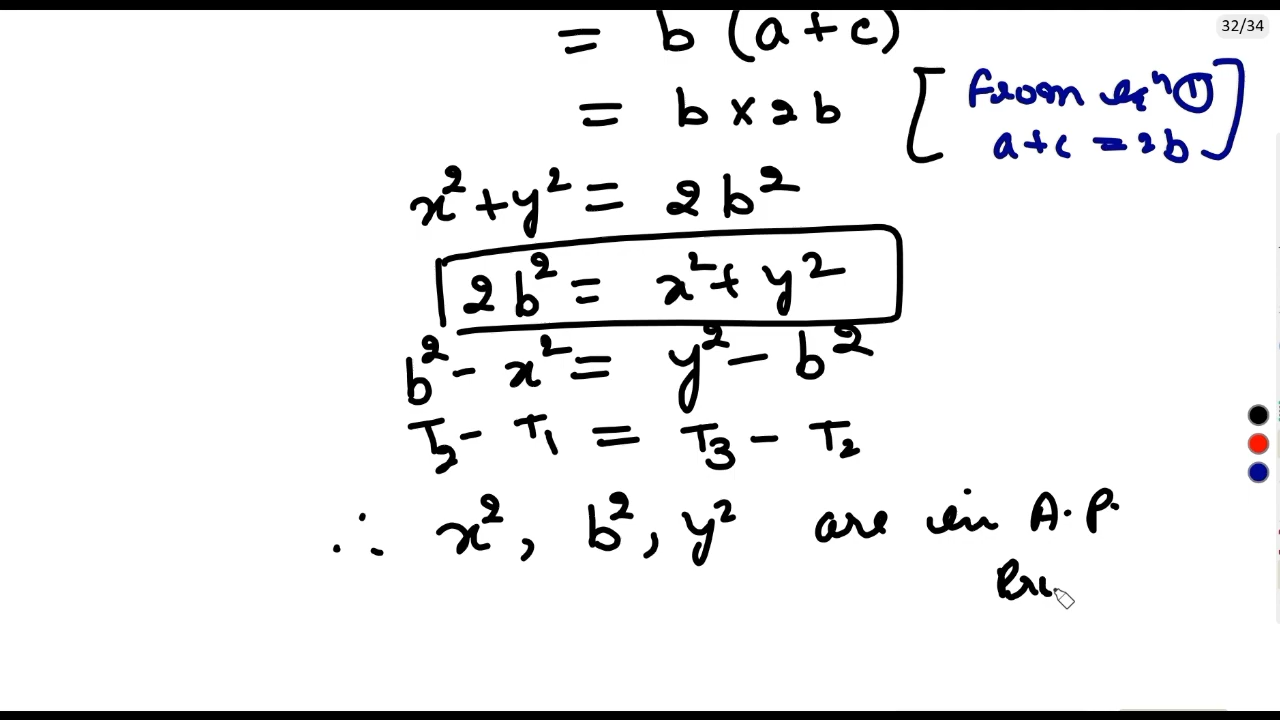 32/34
= b (a+c)
= b × 2b [From eqⁿ ①
a+c = 2b]
x²+y² = 2b²
2b² = x²+y²
b² - x² = y² - b²
T₂ - T₁ = T₃ - T₂
∴ x², b², y² are in A.P.